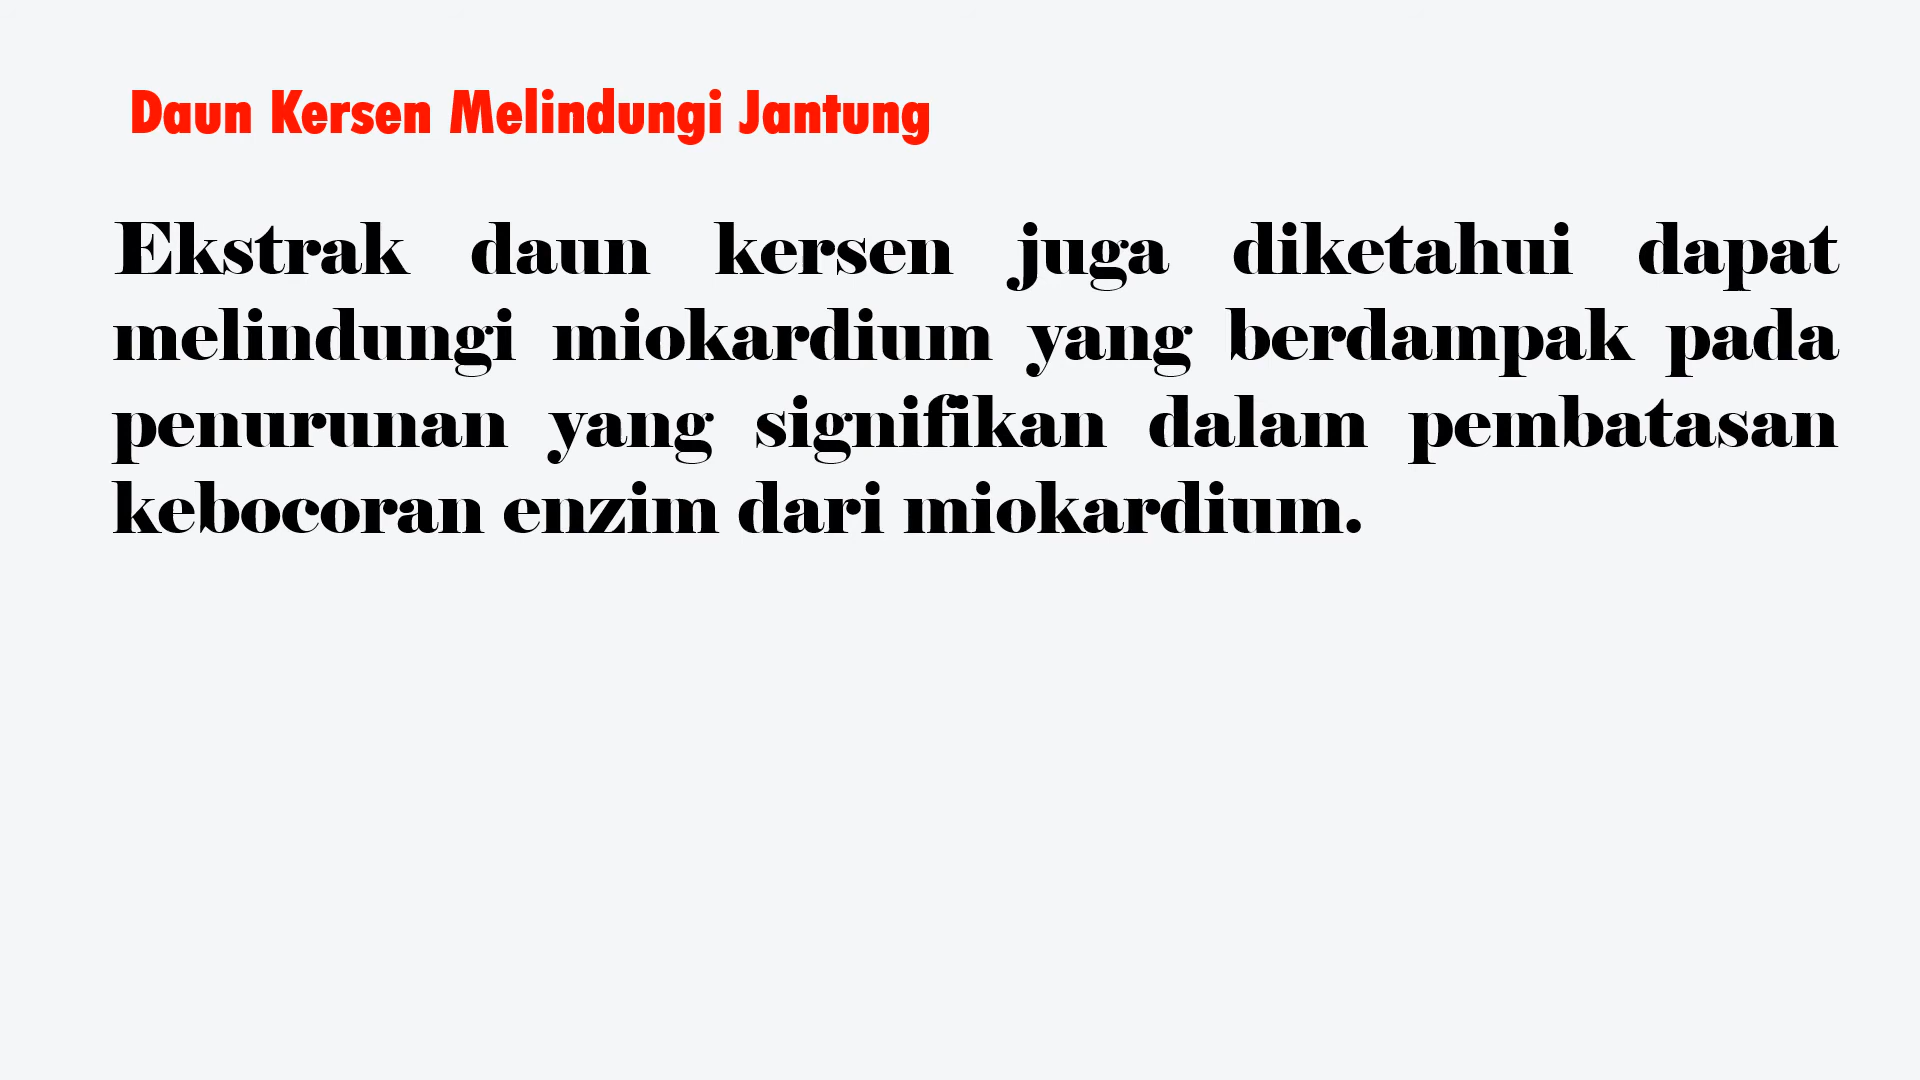 Daun Kersen Melindungi Jantung
Ekstrak daun kersen juga diketahui dapat
melindungi miokardium yang berdampak pada
penurunan yang signifikan dalam pembatasan
kebocoran enzim dari miokardium.